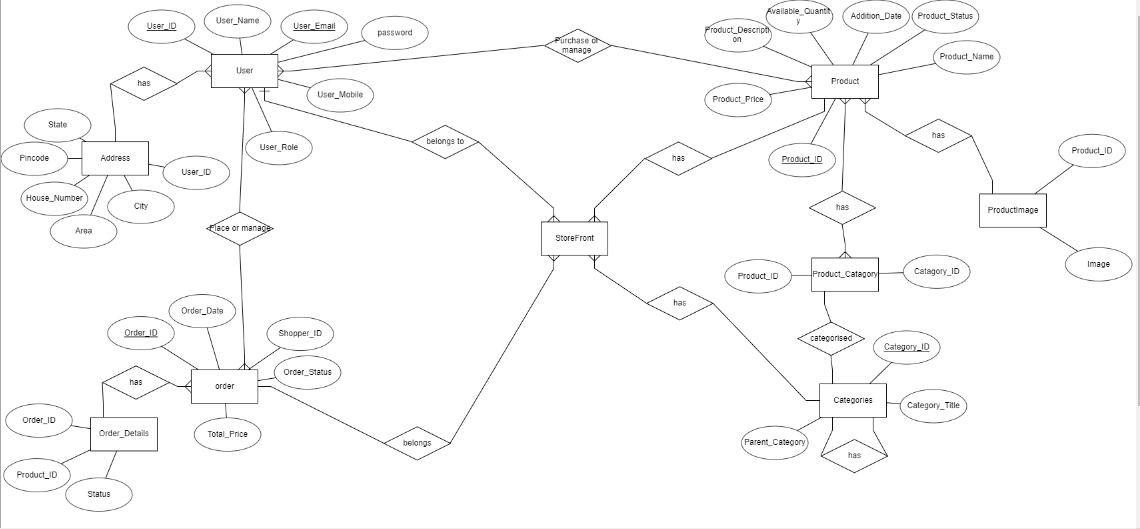 User_ID
User_Name
User_Email
password
User
User_Mobile
User_Role
has
Purchase or
manage
Available_Quantit
y
Addition_Date
Product_Status
Product_Descripti
on
Product_Name
Product
Product_Price
Product_ID
State
Pincode
Address
User_ID
House_Number
City
Area
belongs to
has
has
Product_ID
ProductImage
Image
Place or manage
StoreFront
has
Product_ID
Product_Catagory
Catagory_ID
has
categorised
Order_Date
Order_ID
Shopper_ID
Order_Status
order
Total_Price
has
Order_ID
Order_Details
Product_ID
Status
belongs
Category_ID
Categories
Category_Title
Parent_Category
has